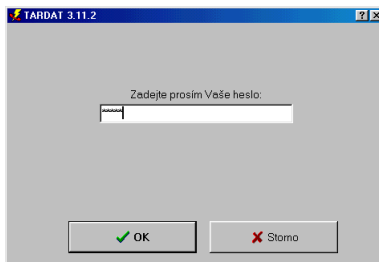 TARDAT 3.11.2
Zadejte prosím Vaše heslo:
*****
OK
Storno